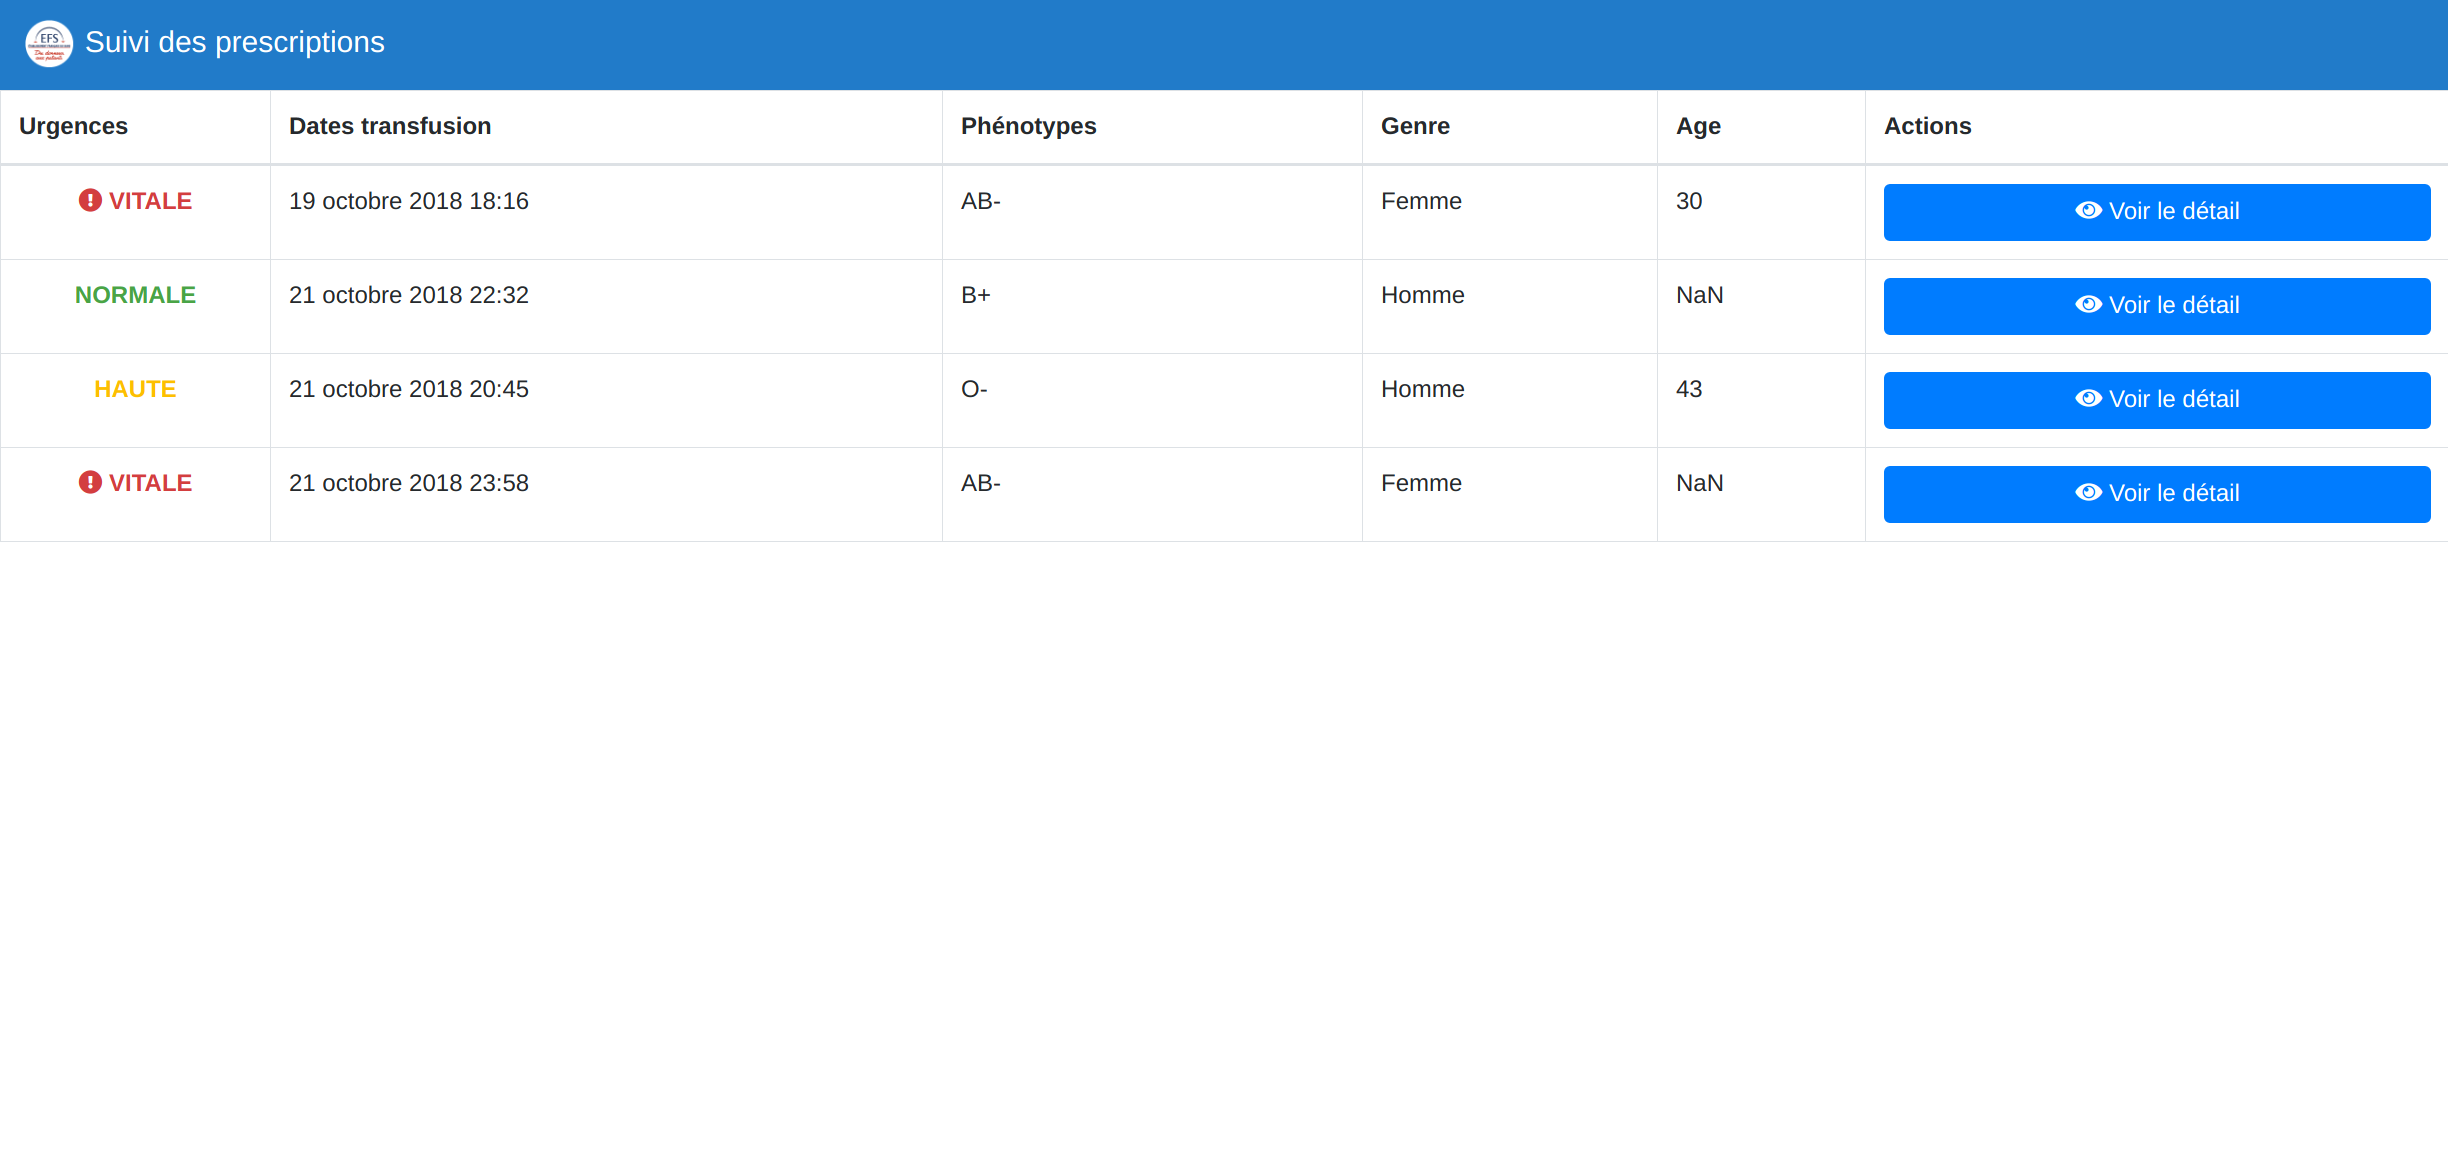 EFS
Suivi des prescriptions
Urgences Dates transfusion Phénotypes Genre Age Actions
VITALE 19 octobre 2018 18:16 AB- Femme 30 Voir le détail
NORMALE 21 octobre 2018 22:32 B+ Homme NaN Voir le détail
HAUTE 21 octobre 2018 20:45 O- Homme 43 Voir le détail
VITALE 21 octobre 2018 23:58 AB- Femme NaN Voir le détail